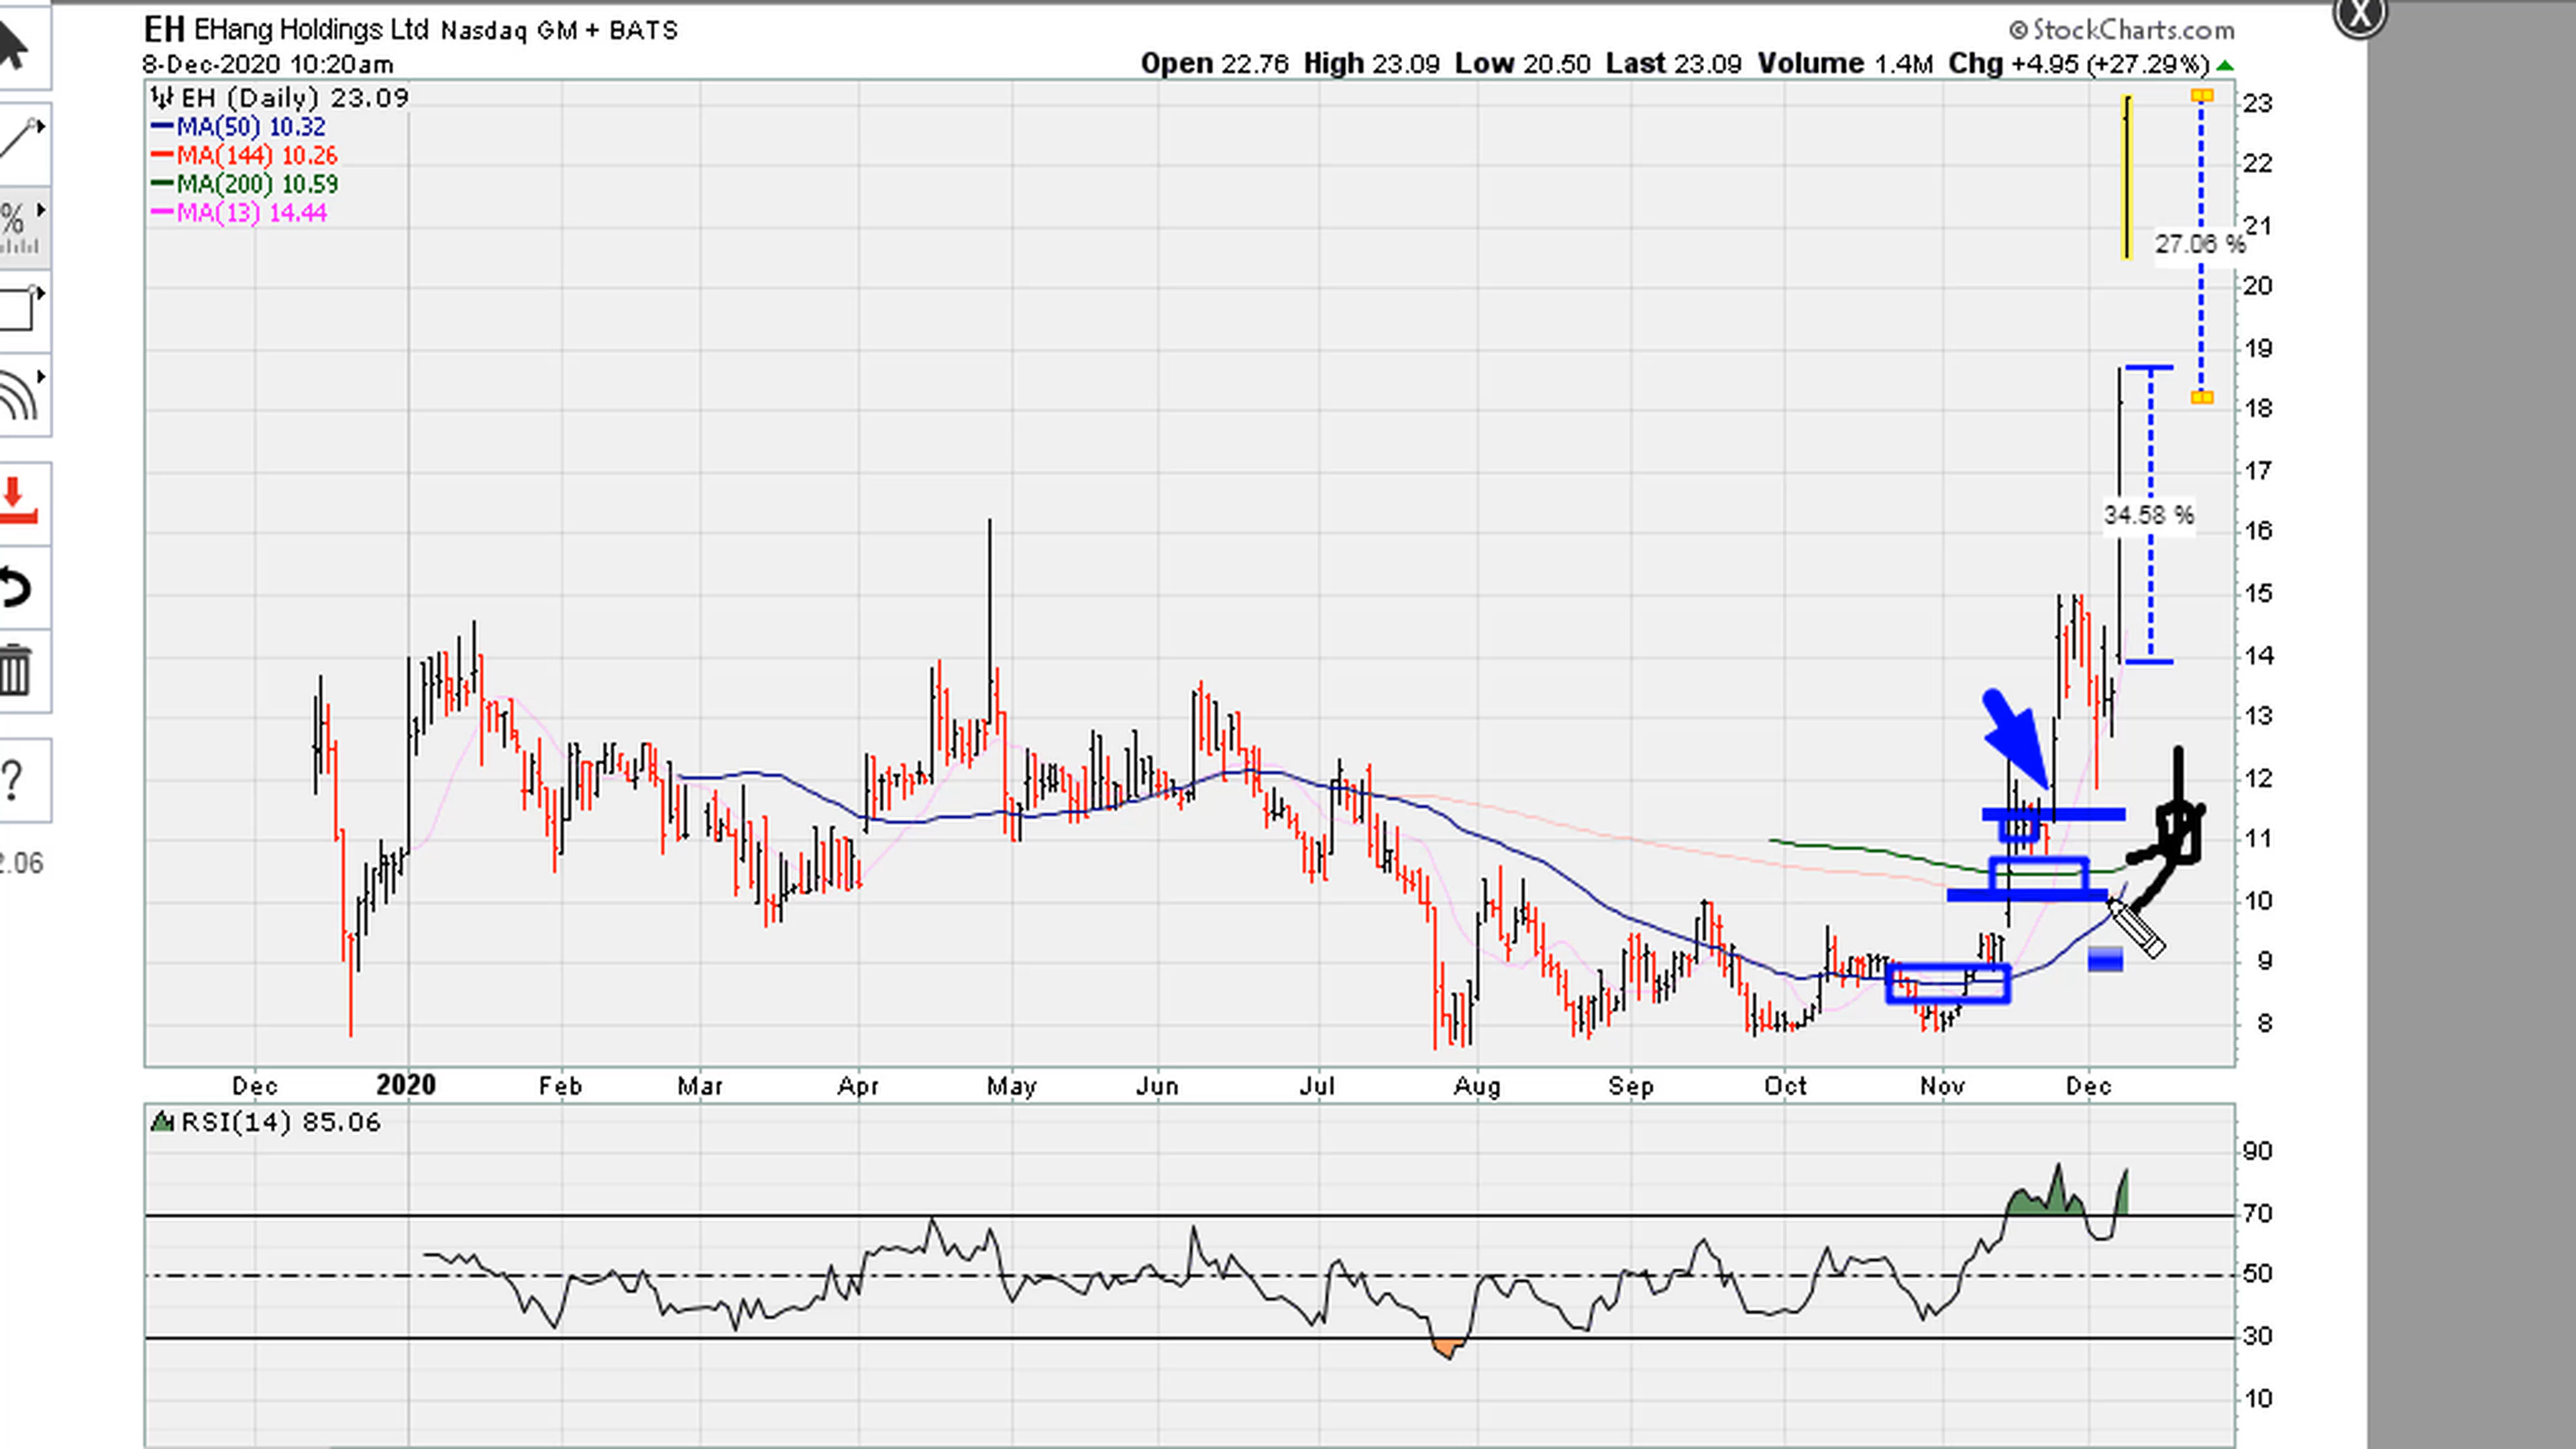 EH EHang Holdings Ltd Nasdaq GM + BATS
© StockCharts.com
8-Dec-2020 10:20am
Open 22.76 High 23.09 Low 20.50 Last 23.09 Volume 1.4M Chg +4.95 (+27.29%)
EH (Daily) 23.09
MA(50) 10.32
MA(144) 10.26
MA(200) 10.59
MA(13) 14.44
23
22
21
20
19
18
17
16
15
14
13
12
11
10
9
8
27.06 %
34.58 %
%
?
2.06
X
Dec 2020 Feb Mar Apr May Jun Jul Aug Sep Oct Nov Dec
RSI(14) 85.06
90
70
50
30
10